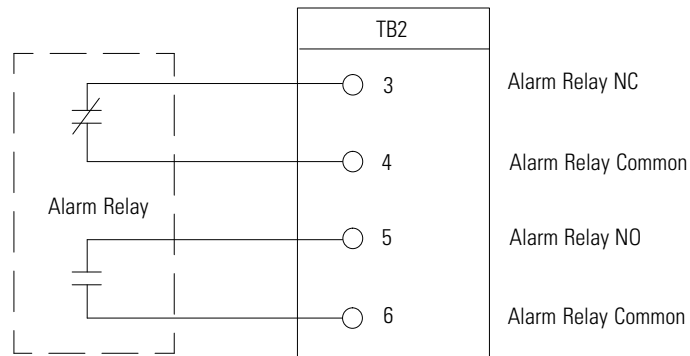 TB2
3 Alarm Relay NC
4 Alarm Relay Common
Alarm Relay
5 Alarm Relay NO
6 Alarm Relay Common